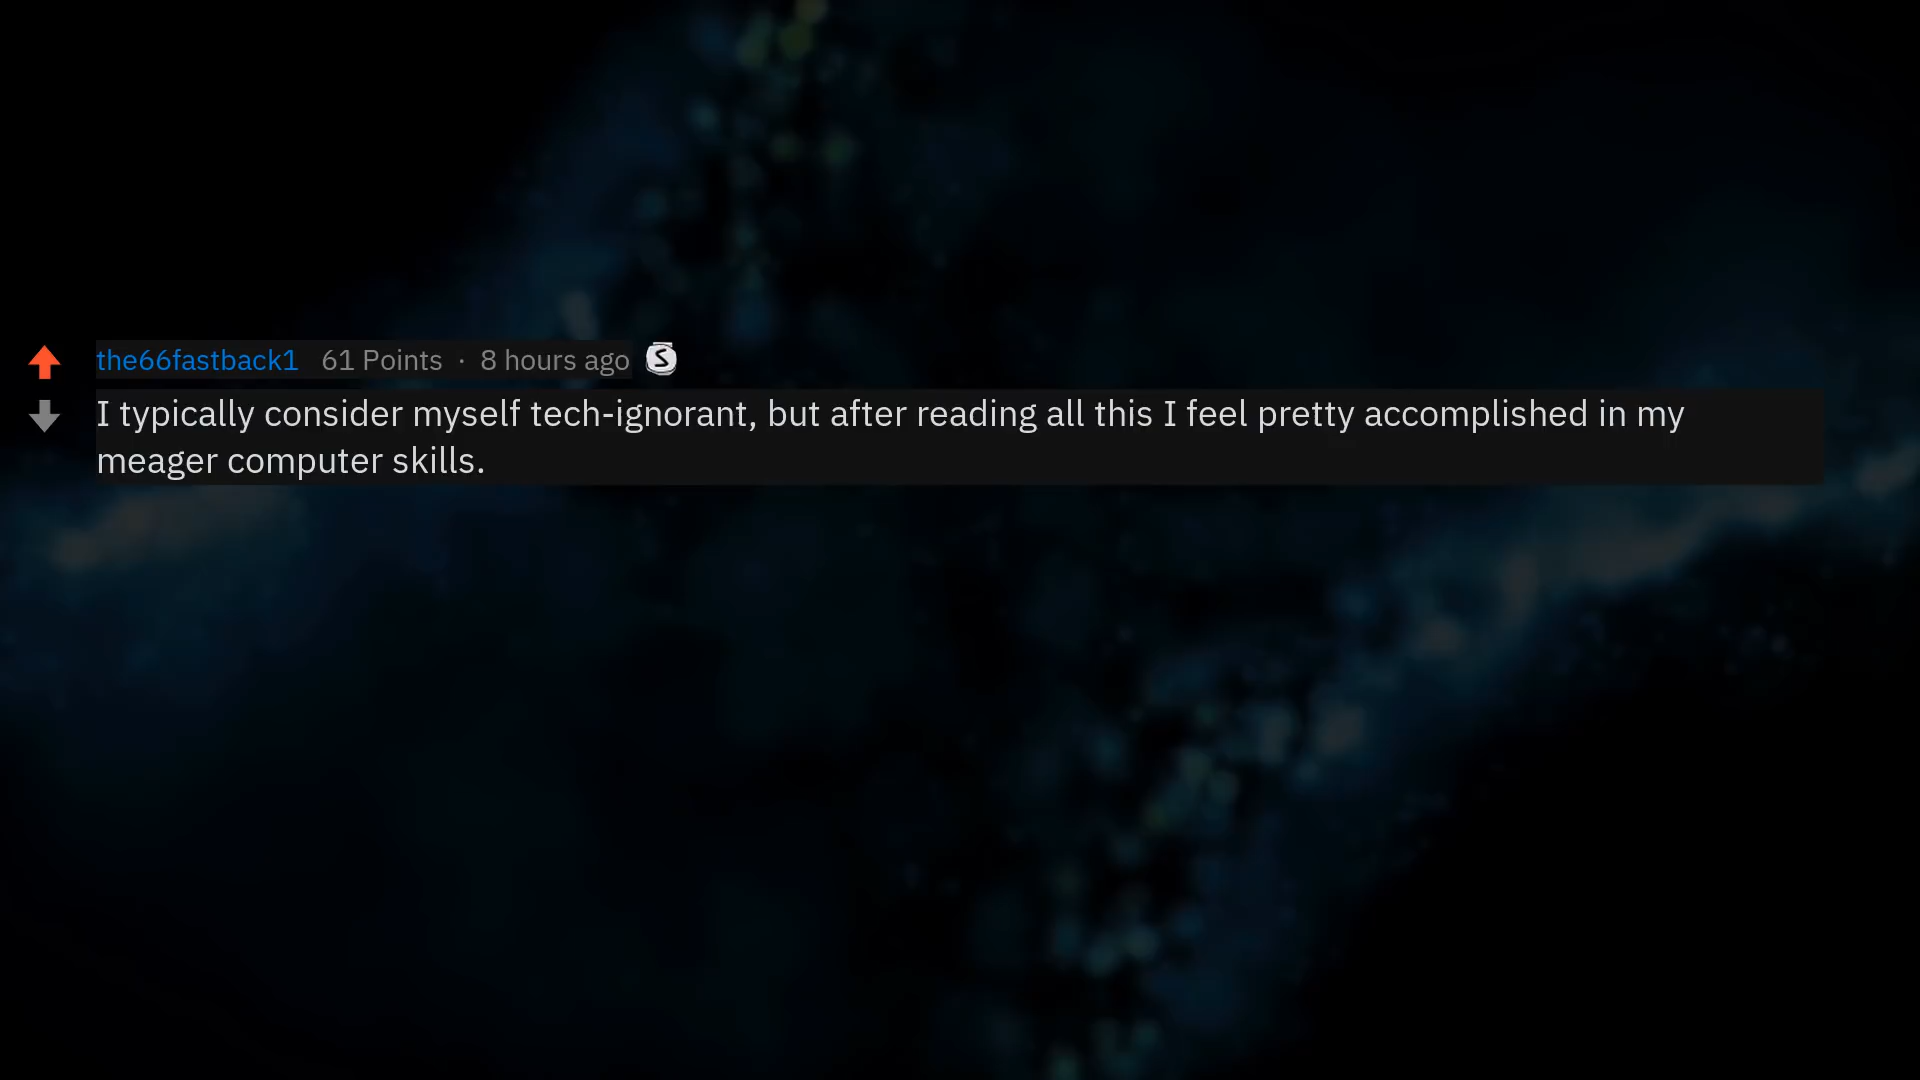 the66fastback1 61 Points · 8 hours ago S
I typically consider myself tech-ignorant, but after reading all this I feel pretty accomplished in my
meager computer skills.